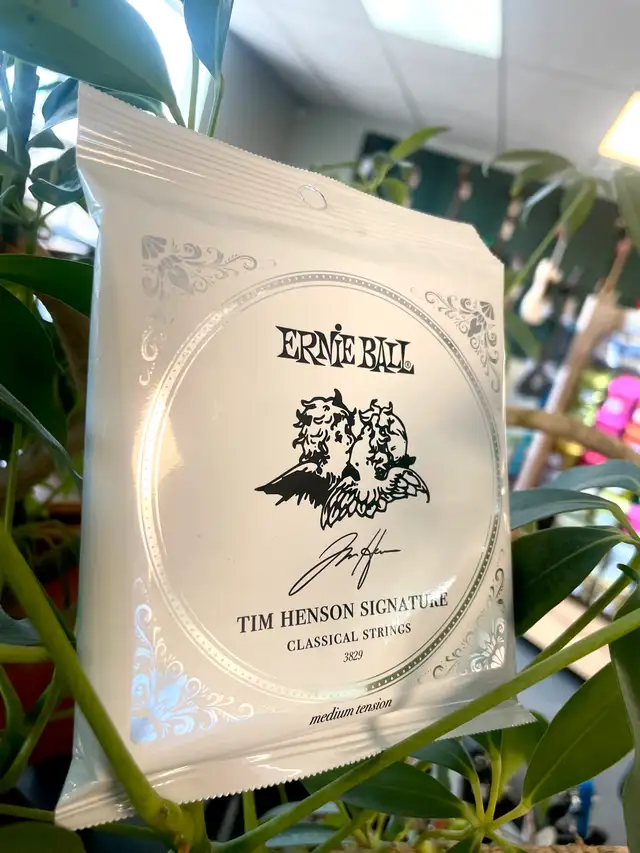 ERNIE BALL®
TIM HENSON SIGNATURE
CLASSICAL STRINGS
3829
medium tension